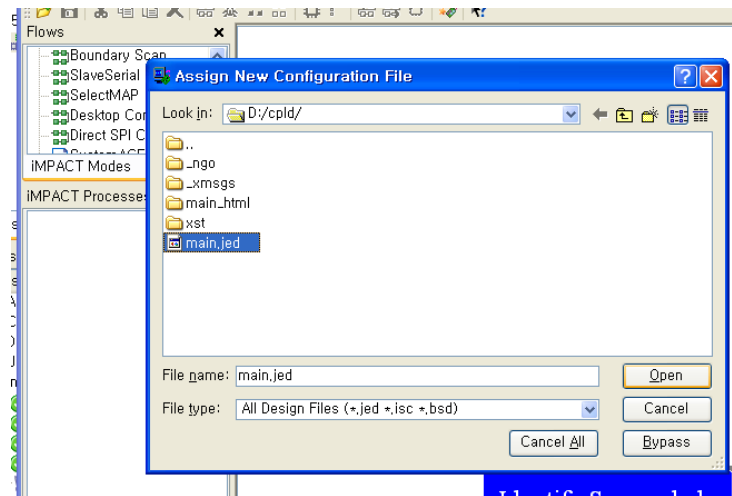 Flows
Boundary Scan
SlaveSerial
SelectMAP
Desktop Con
Direct SPI C
SystemACE
iMPACT Modes
iMPACT Processes
Assign New Configuration File
Look in: D:/cpld/
..
_ngo
_xmsgs
main_html
xst
main.jed
File name: main.jed
Open
File type: All Design Files (*.jed *.isc *.bsd)
Cancel
Cancel All
Bypass